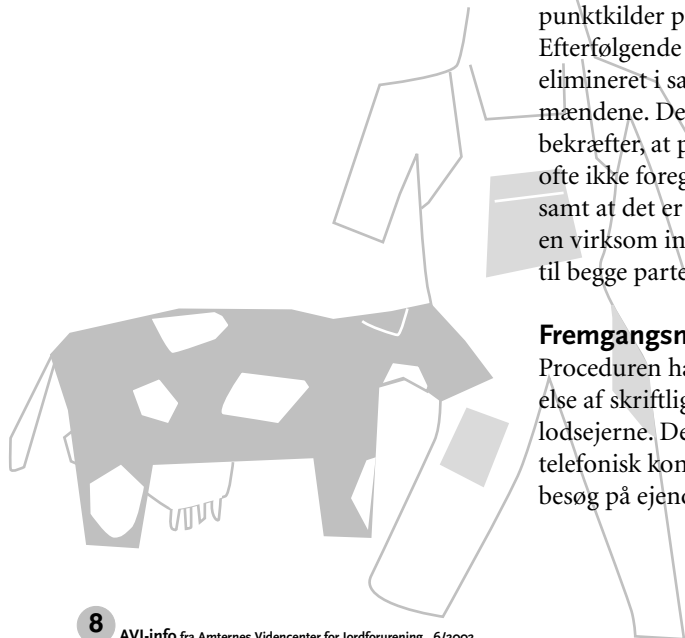 punktkilder p
Efterfølgende
elimineret i sa
mændene. De
bekræfter, at p
ofte ikke foreg
samt at det er
en virksom in
til begge parte
Fremgangsm
Proceduren ha
else af skriftlig
lodsejerne. De
telefonisk kon
besøg på ejend
8 AVJ-info fra Amternes Videncenter for Jordforurening 6/2002